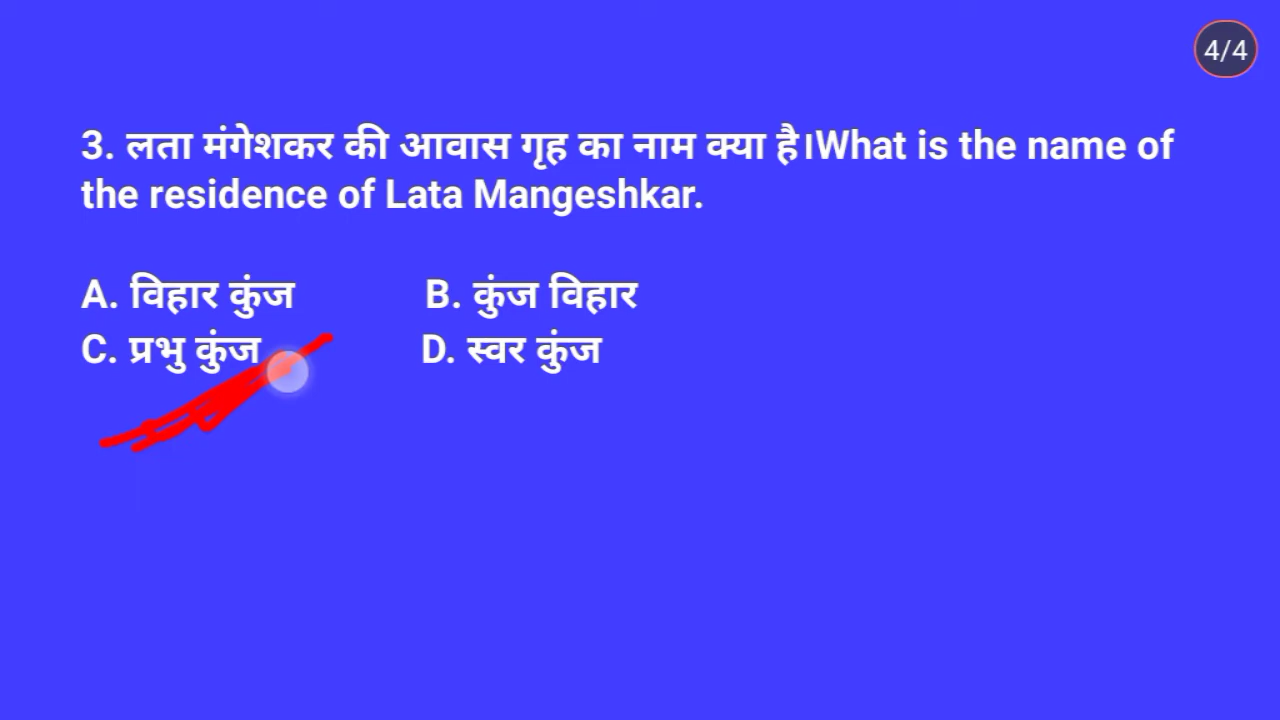 4/4
3. लता मंगेशकर की आवास गृह का नाम क्या है।What is the name of
the residence of Lata Mangeshkar.
A. विहार कुंज B. कुंज विहार
C. प्रभु कुंज D. स्वर कुंज